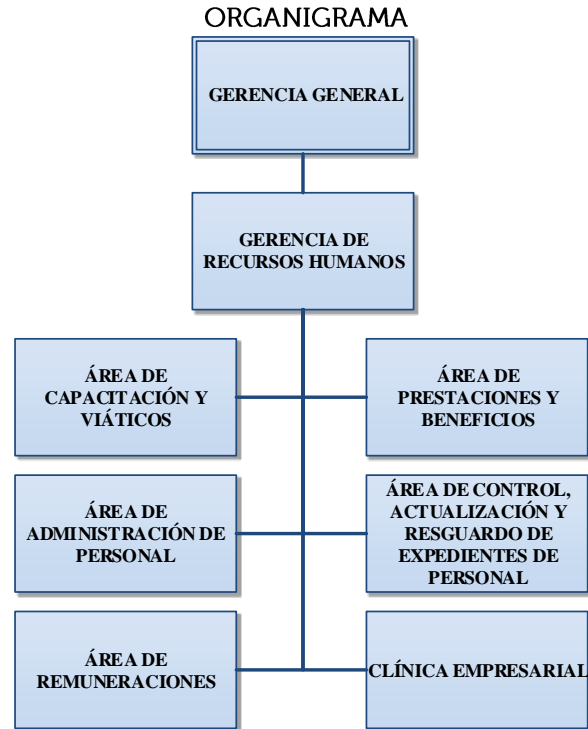 ORGANIGRAMA
GERENCIA GENERAL
GERENCIA DE
RECURSOS HUMANOS
ÁREA DE
CAPACITACIÓN Y
VIÁTICOS
ÁREA DE
PRESTACIONES Y
BENEFICIOS
ÁREA DE
ADMINISTRACIÓN DE
PERSONAL
ÁREA DE CONTROL,
ACTUALIZACIÓN Y
RESGUARDO DE
EXPEDIENTES DE
PERSONAL
ÁREA DE
REMUNERACIONES
CLÍNICA EMPRESARIAL